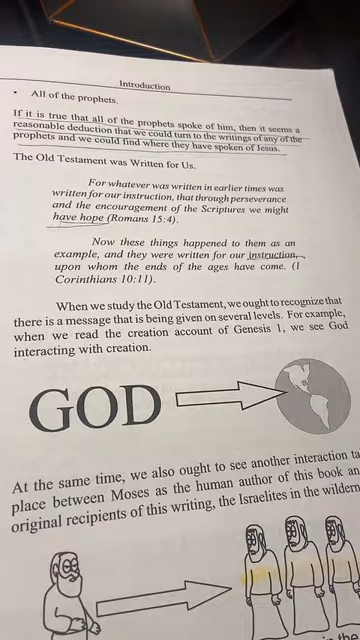 Introduction
• All of the prophets.
If it is true that all of the prophets spoke of him, then it seems a
reasonable deduction that we could turn to the writings of any of the
prophets and we could find where they have spoken of Jesus.
The Old Testament was Written for Us.
For whatever was written in earlier times was
written for our instruction, that through perseverance
and the encouragement of the Scriptures we might
have hope (Romans 15:4).
Now these things happened to them as an
example, and they were written for our instruction,
upon whom the ends of the ages have come. (1
Corinthians 10:11).
When we study the Old Testament, we ought to recognize that
there is a message that is being given on several levels. For example,
when we read the creation account of Genesis 1, we see God
interacting with creation.
GOD
At the same time, we also ought to see another interaction ta
place between Moses as the human author of this book an
original recipients of this writing, the Israelites in the wildern
in the